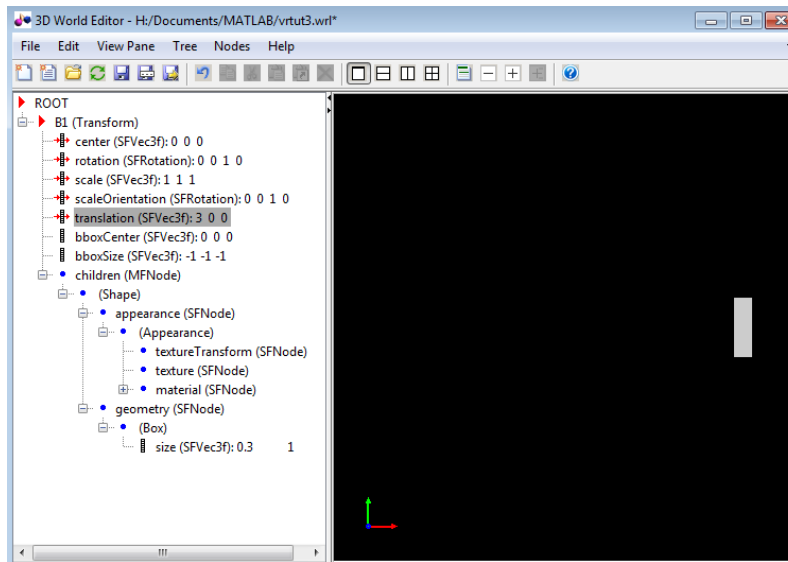 3D World Editor - H:/Documents/MATLAB/vrtut3.wrl*
File Edit View Pane Tree Nodes Help
ROOT
B1 (Transform)
center (SFVec3f): 0 0 0
rotation (SFRotation): 0 0 1 0
scale (SFVec3f): 1 1 1
scaleOrientation (SFRotation): 0 0 1 0
translation (SFVec3f): 3 0 0
bboxCenter (SFVec3f): 0 0 0
bboxSize (SFVec3f): -1 -1 -1
children (MFNode)
(Shape)
appearance (SFNode)
(Appearance)
textureTransform (SFNode)
texture (SFNode)
material (SFNode)
geometry (SFNode)
(Box)
size (SFVec3f): 0.3 1